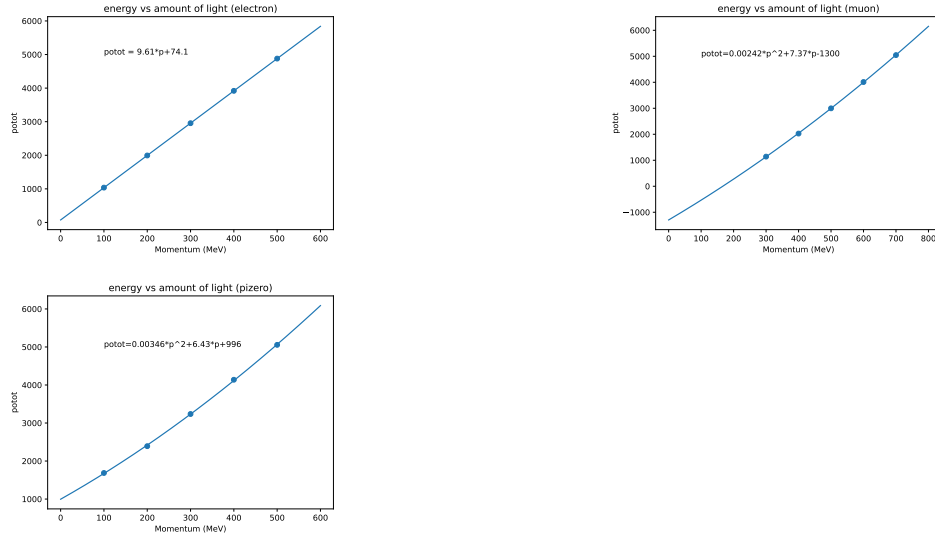 energy vs amount of light (electron)
potot = 9.61*p+74.1
6000
5000
4000
3000
2000
1000
0
potot
0 100 200 300 400 500 600
Momentum (MeV)
energy vs amount of light (muon)
potot=0.00242*p^2+7.37*p-1300
6000
5000
4000
3000
2000
1000
0
−1000
potot
0 100 200 300 400 500 600 700 800
Momentum (MeV)
energy vs amount of light (pizero)
potot=0.00346*p^2+6.43*p+996
6000
5000
4000
3000
2000
1000
potot
0 100 200 300 400 500 600
Momentum (MeV)